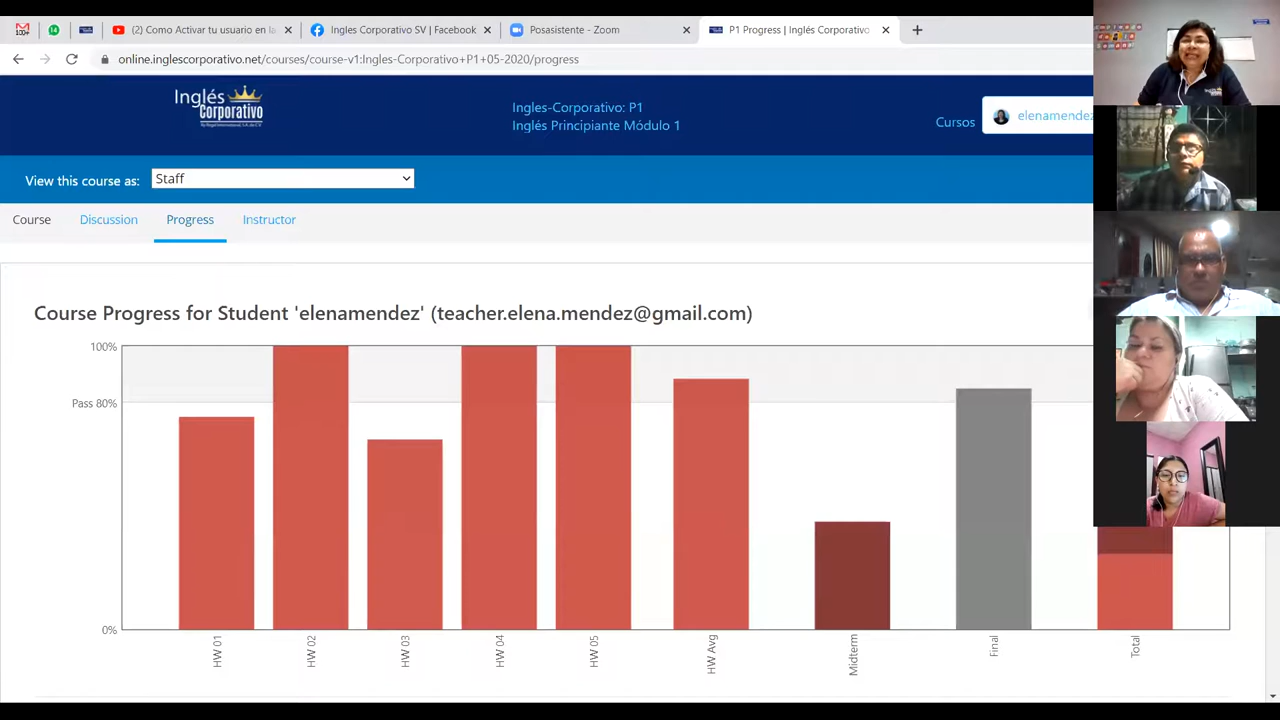 100+
14
(2) Como Activar tu usuario en la
Ingles Corporativo SV | Facebook
Posasistente - Zoom
P1 Progress | Inglés Corporativo
online.inglescorporativo.net/courses/course-v1:Ingles-Corporativo+P1+05-2020/progress
Inglés
Corporativo
Ingles-Corporativo: P1
Inglés Principiante Módulo 1
Cursos
elenamendez
View this course as:
Staff
Course
Discussion
Progress
Instructor
Course Progress for Student 'elenamendez' (teacher.elena.mendez@gmail.com)
100%
Pass 80%
0%
HW 01
HW 02
HW 03
HW 04
HW 05
HW Avg
Midterm
Final
Total